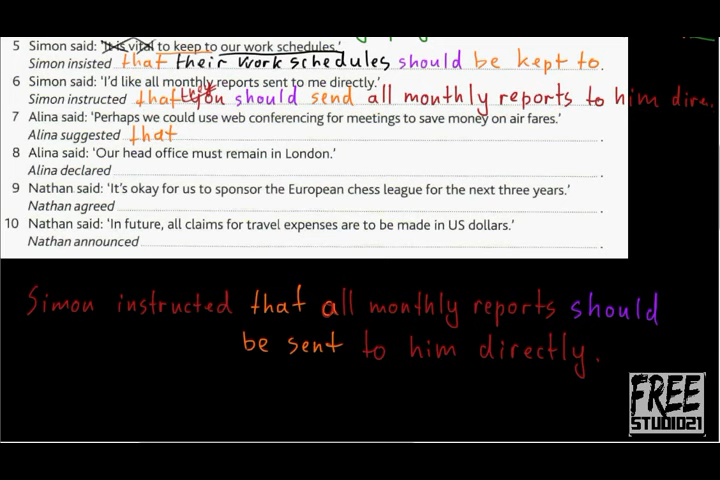 5 Simon said: 'It is vital to keep to our work schedules.'
Simon insisted that their work schedules should be kept to.
6 Simon said: 'I'd like all monthly reports sent to me directly.'
Simon instructed that you should send all monthly reports to him dire.
they
7 Alina said: 'Perhaps we could use web conferencing for meetings to save money on air fares.'
Alina suggested that .
8 Alina said: 'Our head office must remain in London.'
Alina declared .
9 Nathan said: 'It's okay for us to sponsor the European chess league for the next three years.'
Nathan agreed .
10 Nathan said: 'In future, all claims for travel expenses are to be made in US dollars.'
Nathan announced .
Simon instructed that all monthly reports should
be sent to him directly.
FREE
STUDIO21